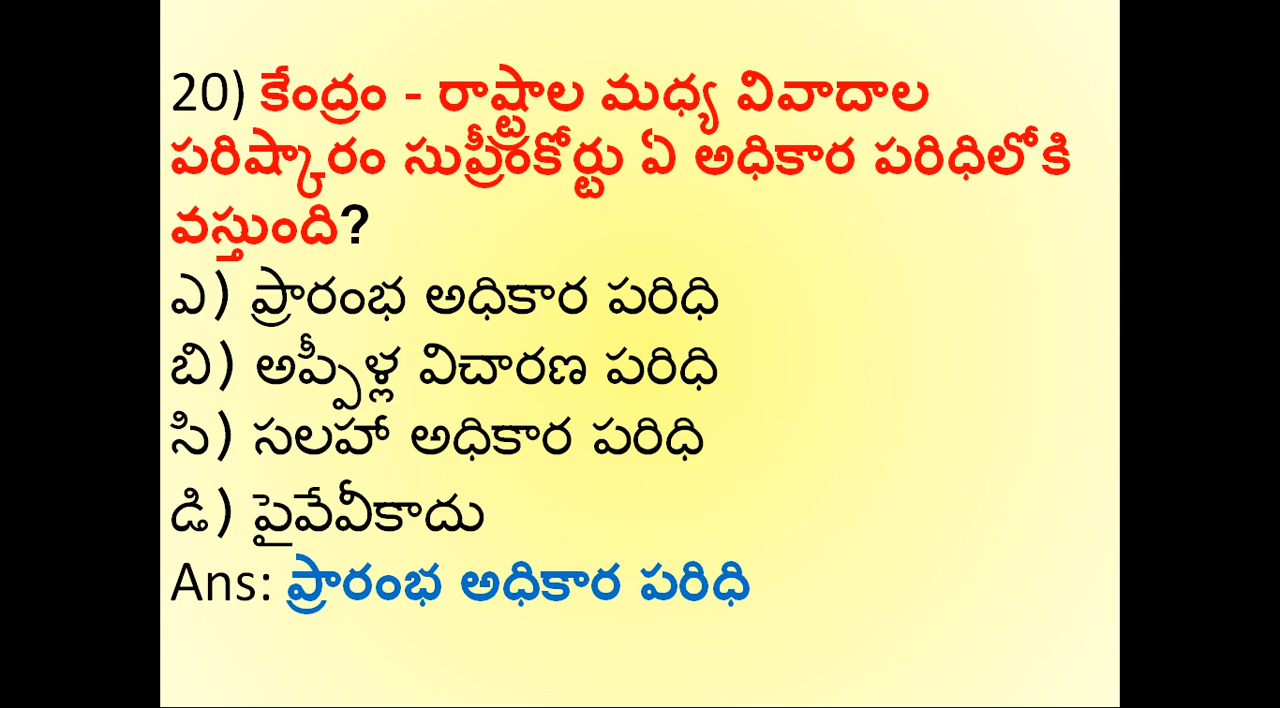 20) కేంద్రం - రాష్ట్రాల మధ్య వివాదాల
పరిష్కారం సుప్రీంకోర్టు ఏ అధికార పరిధిలోకి
వస్తుంది?
ఎ) ప్రారంభ అధికార పరిధి
బి) అప్పీళ్ల విచారణ పరిధి
సి) సలహా అధికార పరిధి
డి) పైవేవీకాదు
Ans: ప్రారంభ అధికార పరిధి